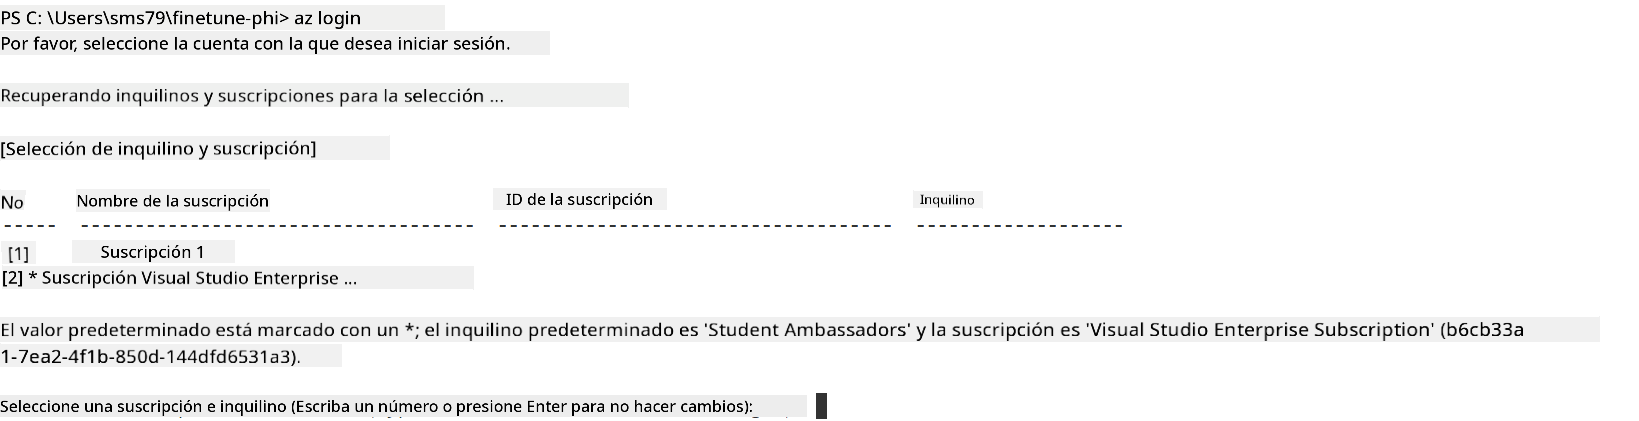 PS C: \Users\sms79\finetune-phi> az login
Por favor, seleccione la cuenta con la que desea iniciar sesión.
Recuperando inquilinos y suscripciones para la selección ...
[Selección de inquilino y suscripción]
No Nombre de la suscripción ID de la suscripción Inquilino
----- ------------------------------------ ------------------------------------ -------------------
[1] Suscripción 1
[2] * Suscripción Visual Studio Enterprise ...
El valor predeterminado está marcado con un *; el inquilino predeterminado es 'Student Ambassadors' y la suscripción es 'Visual Studio Enterprise Subscription' (b6cb33a
1-7ea2-4f1b-850d-144dfd6531a3).
Seleccione una suscripción e inquilino (Escriba un número o presione Enter para no hacer cambios):